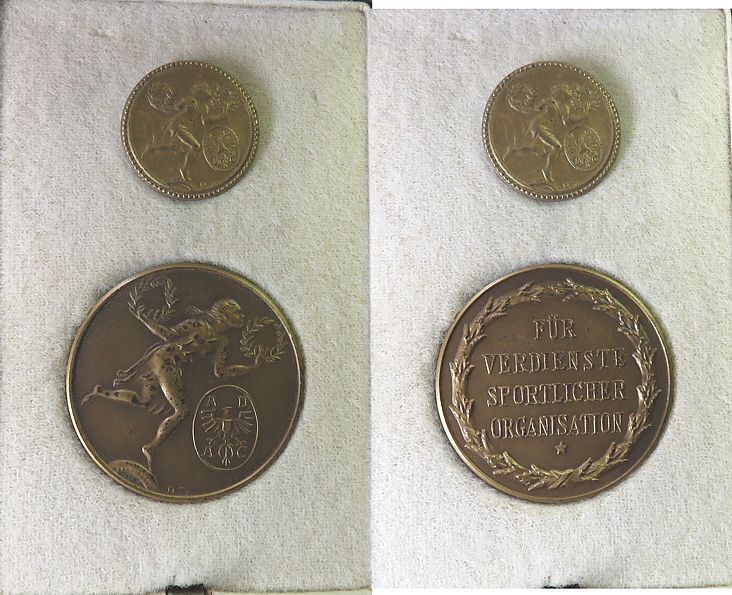 A D
A C
FÜR
VERDIENSTE
SPORTLICHER
ORGANISATION